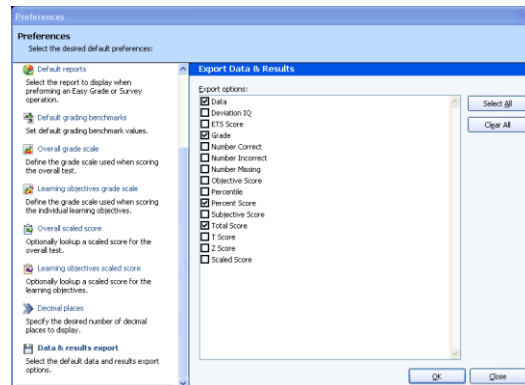 Preferences
Preferences
Select the desired default preferences:
Default reports
Select the report to display when
preforming an Easy Grade or Survey
operation.
Default grading benchmarks
Set default grading benchmark values.
Overall grade scale
Define the grade scale used when scoring
the overall test.
Learning objectives grade scale
Define the grade scale used when scoring
the individual learning objectives.
Overall scaled score
Optionally lookup a scaled score for the
overall test.
Learning objectives scaled score
Optionally lookup a scaled score for the
learning objectives.
Decimal places
Specify the desired number of decimal
places to display.
Data & results export
Select the default data and results export
options.
Export Data & Results
Export options:
Data
Deviation IQ
ETS Score
Grade
Number Correct
Number Incorrect
Number Missing
Objective Score
Percentile
Percent Score
Subjective Score
Total Score
T Score
Z Score
Scaled Score
Select All
Clear All
OK
Close